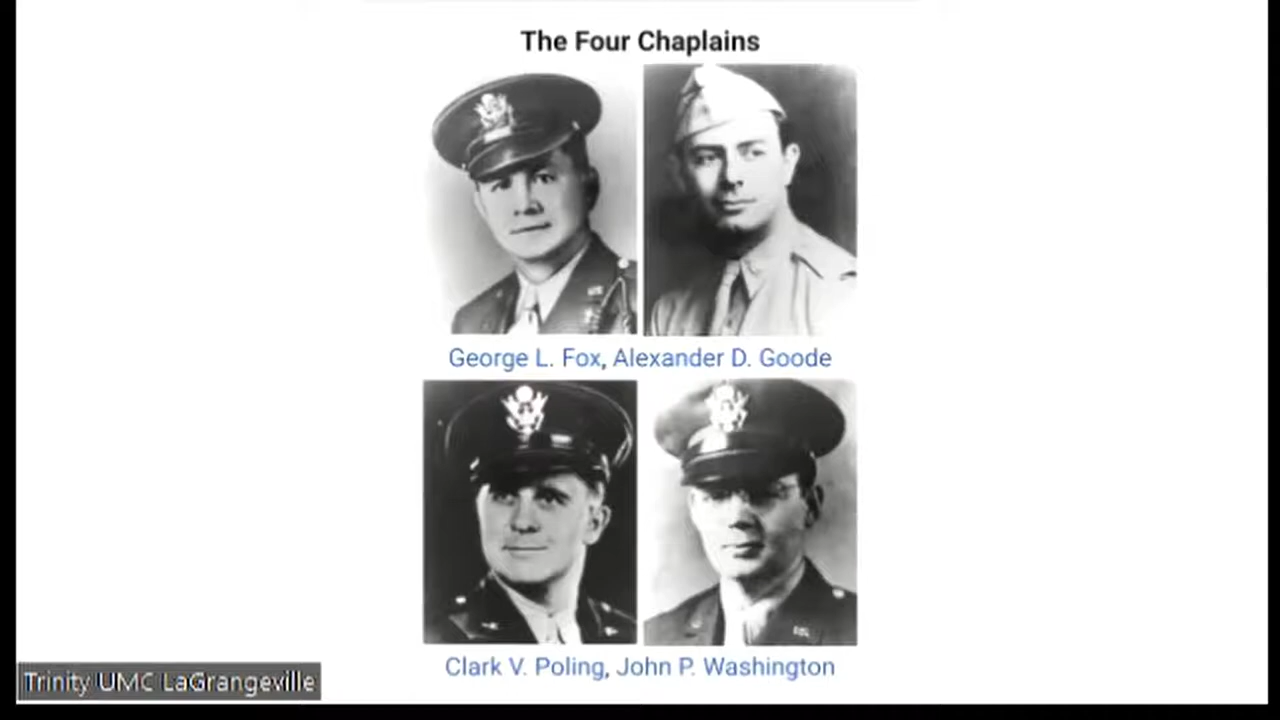 The Four Chaplains
George L. Fox, Alexander D. Goode
Clark V. Poling, John P. Washington
Trinity UMC LaGrangeville